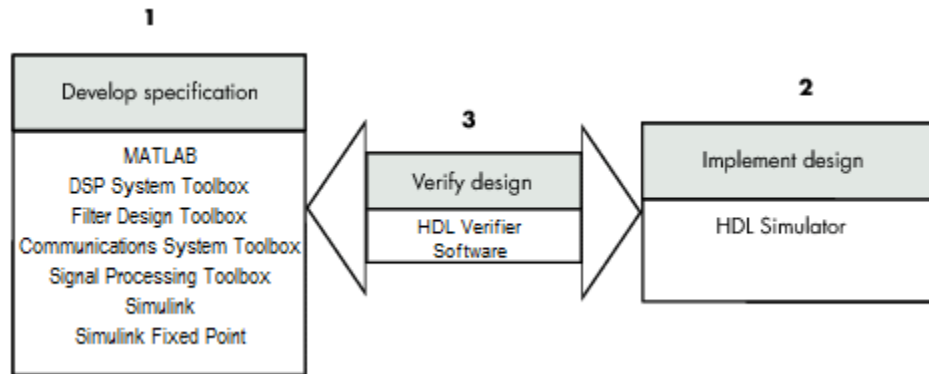 1
Develop specification
MATLAB
DSP System Toolbox
Filter Design Toolbox
Communications System Toolbox
Signal Processing Toolbox
Simulink
Simulink Fixed Point
3
Verify design
HDL Verifier
Software
2
Implement design
HDL Simulator